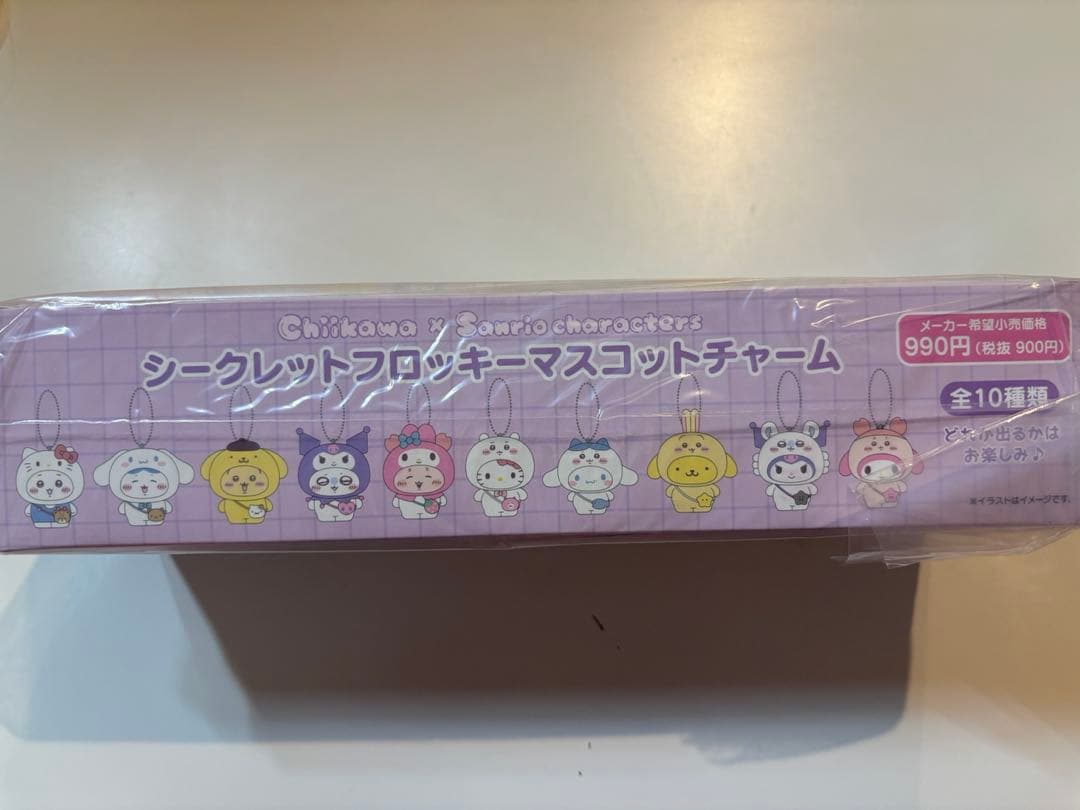 Chiikawa × Sanrio characters
シークレットフロッキーマスコットチャーム
メーカー希望小売価格
990円(税抜 900円)
全10種類
どれが出るかは
お楽しみ♪
※イラストはイメージです。